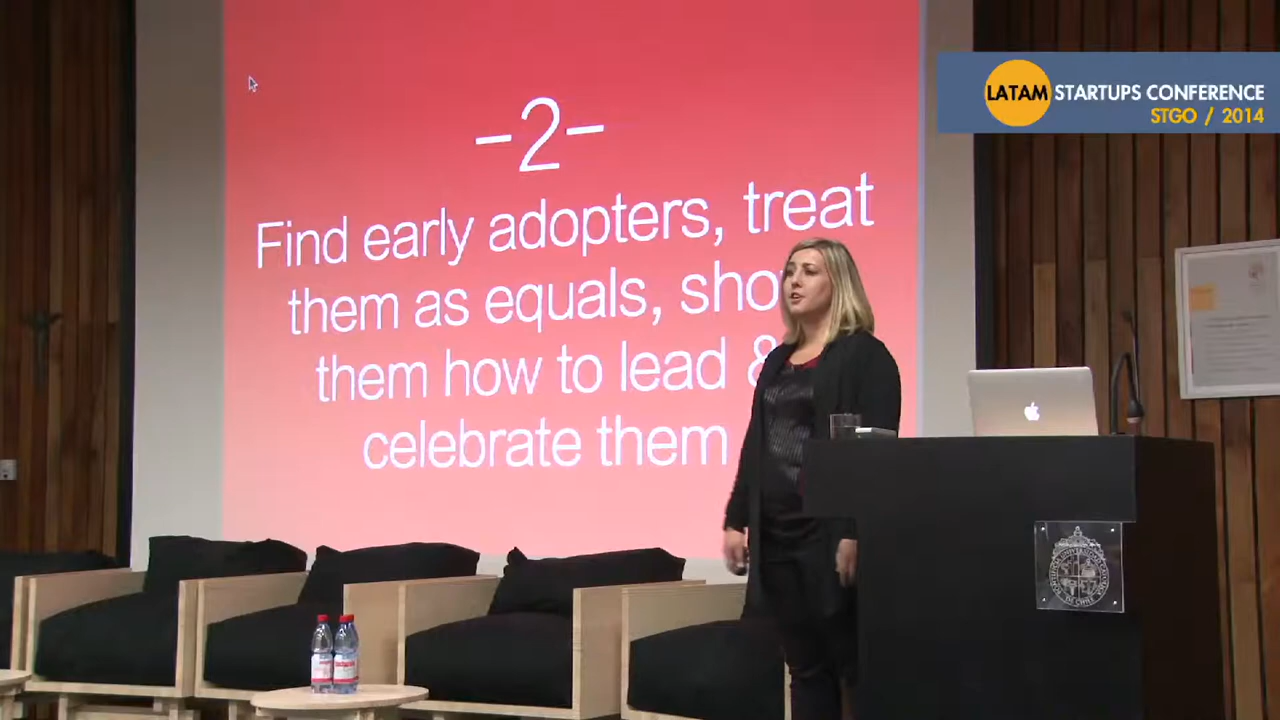 LATAM STARTUPS CONFERENCE
STGO / 2014
–2–
Find early adopters, treat
them as equals, sho
them how to lead &
celebrate them